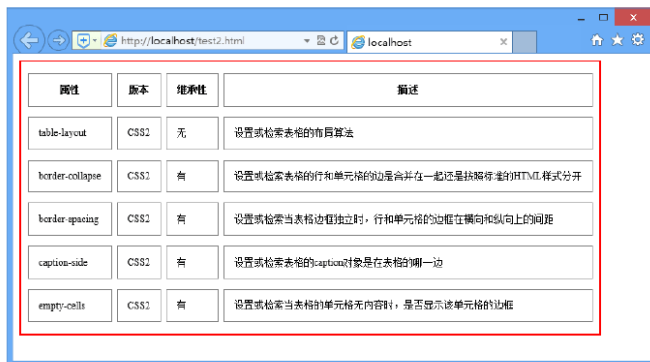 http://localhost/test2.html
localhost
属性 版本 继承性 描述
table-layout CSS2 无 设置或检索表格的布局算法
border-collapse CSS2 有 设置或检索表格的行和单元格的边是合并在一起还是按照标准的HTML样式分开
border-spacing CSS2 有 设置或检索当表格边框独立时，行和单元格的边框在横向和纵向上的间距
caption-side CSS2 有 设置或检索表格的caption对象是在表格的哪一边
empty-cells CSS2 有 设置或检索当表格的单元格无内容时，是否显示该单元格的边框